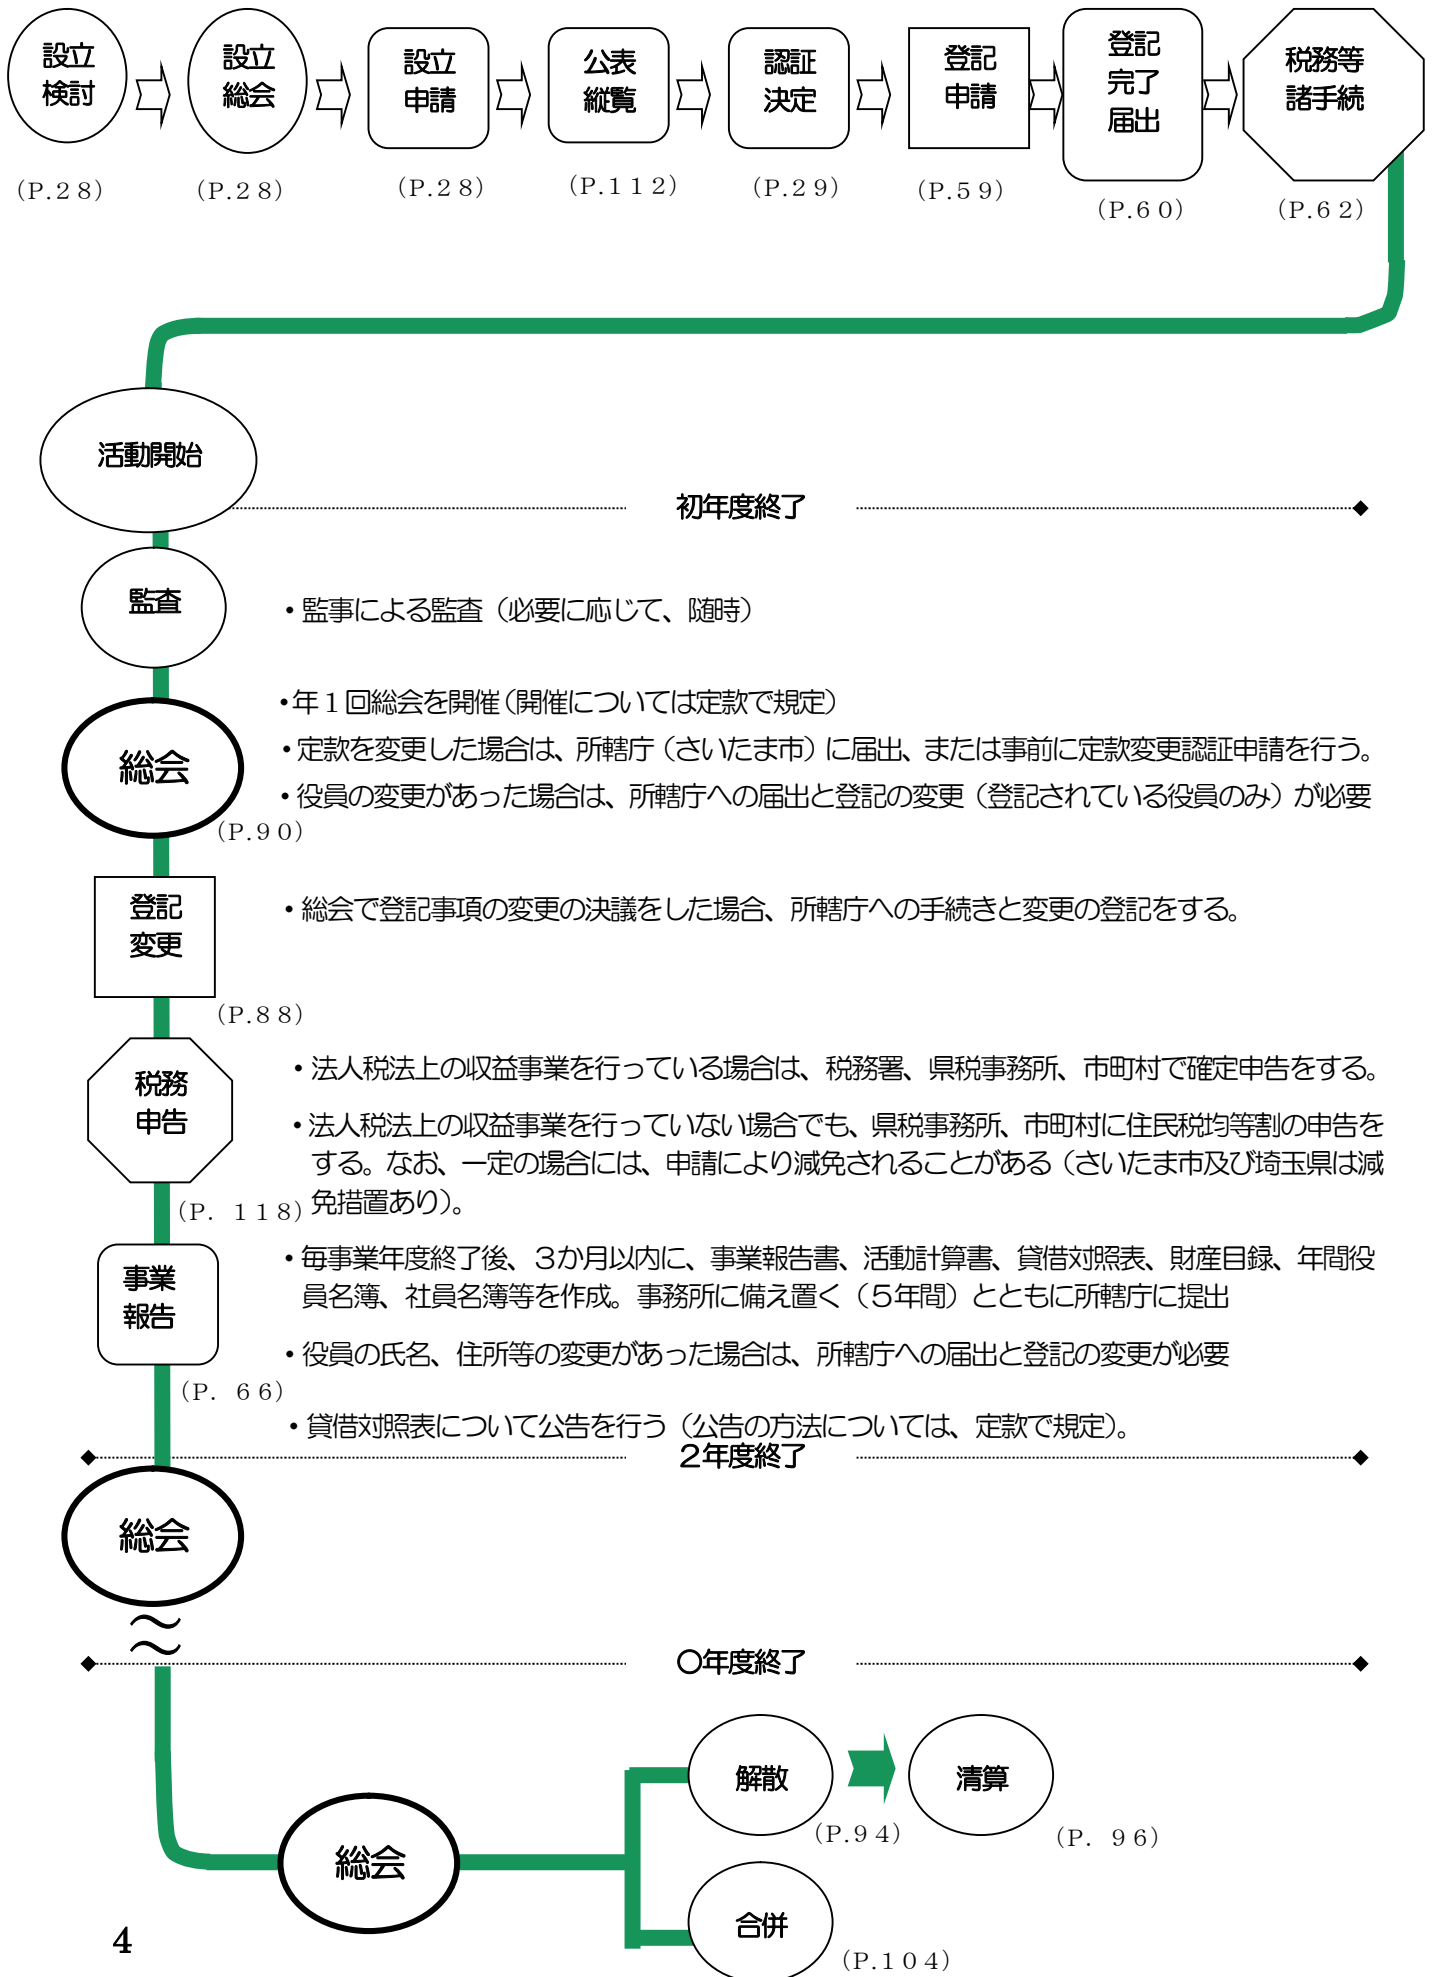 設立
検討
設立
総会
設立
申請
公表
縦覧
認証
決定
登記
申請
登記
完了
届出
税務等
諸手続
（P.２８）
（P.２８）
（P.２８）
（P.１１２）
（P.２９）
（P.５９）
（P.６０）
（P.６２）
活動開始
初年度終了
監査
・監事による監査（必要に応じて、随時）
総会
・年１回総会を開催（開催については定款で規定）
・定款を変更した場合は、所轄庁（さいたま市）に届出、または事前に定款変更認証申請を行う。
・役員の変更があった場合は、所轄庁への届出と登記の変更（登記されている役員のみ）が必要
（P.９０）
登記
変更
・総会で登記事項の変更の決議をした場合、所轄庁への手続きと変更の登記をする。
（P.８８）
税務
申告
・法人税法上の収益事業を行っている場合は、税務署、県税事務所、市町村で確定申告をする。
・法人税法上の収益事業を行っていない場合でも、県税事務所、市町村に住民税均等割の申告を
する。なお、一定の場合には、申請により減免されることがある（さいたま市及び埼玉県は減
免措置あり）。
（P. １１８）
事業
報告
・毎事業年度終了後、３か月以内に、事業報告書、活動計算書、貸借対照表、財産目録、年間役
員名簿、社員名簿等を作成。事務所に備え置く（５年間）とともに所轄庁に提出
・役員の氏名、住所等の変更があった場合は、所轄庁への届出と登記の変更が必要
（P. ６６）
・貸借対照表について公告を行う（公告の方法については、定款で規定）。
２年度終了
総会
〜
〜
〇年度終了
総会
解散
（P.９４）
清算
（P. ９６）
合併
（P.１０４）
4